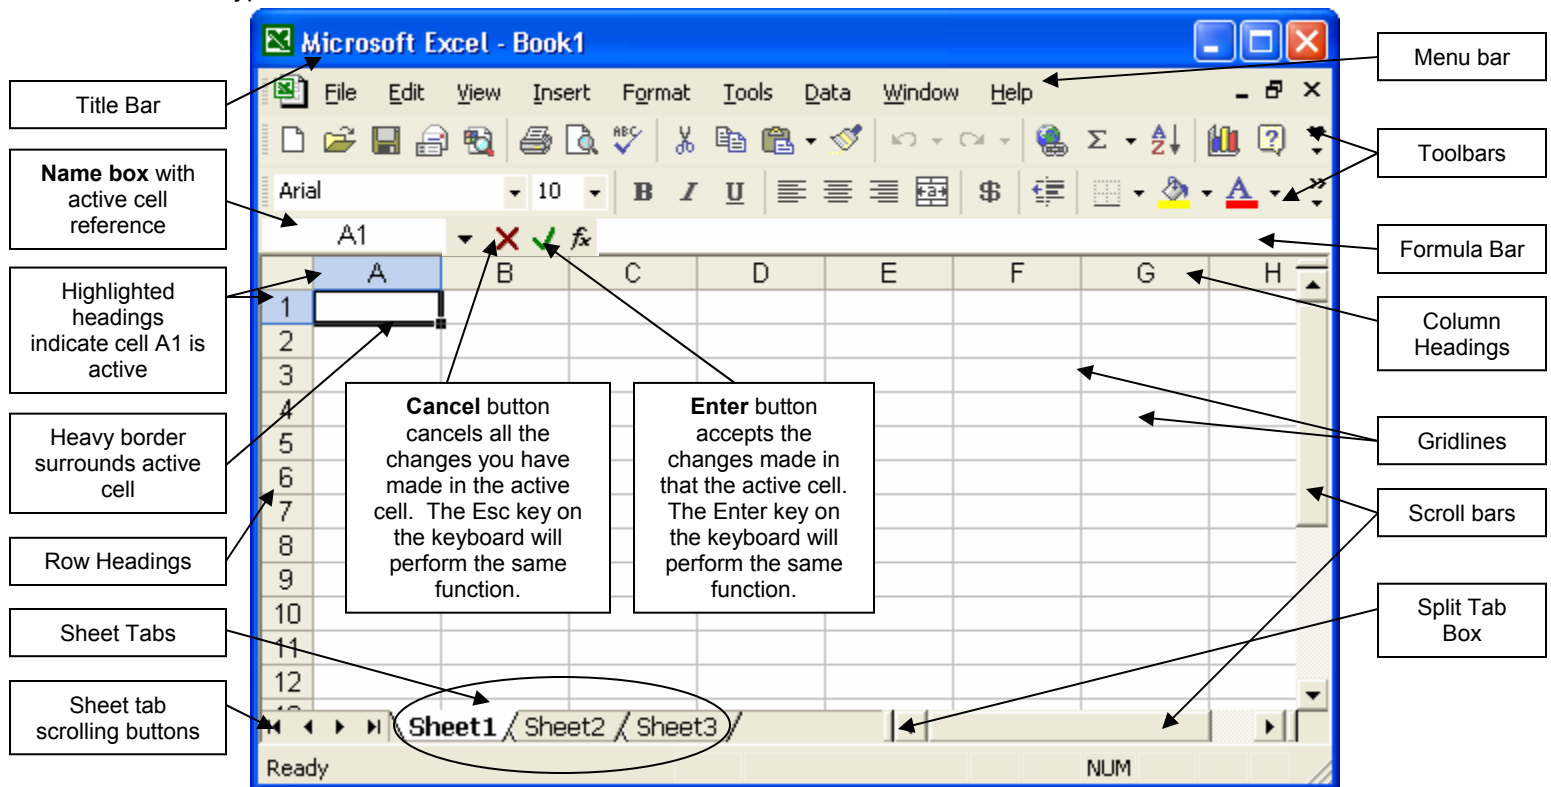 Microsoft Excel - Book1
Menu bar
File Edit View Insert Format Tools Data Window Help
Title Bar
Toolbars
Name box with
active cell
reference
Arial 10 B I U $ A
A1 fx
Formula Bar
A B C D E F G H
Highlighted
headings
indicate cell A1 is
active
1
2
3
4
5
6
7
8
9
10
11
12
Column
Headings
Cancel button
cancels all the
changes you have
made in the active
cell. The Esc key on
the keyboard will
perform the same
function.
Enter button
accepts the
changes made in
that the active cell.
The Enter key on
the keyboard will
perform the same
function.
Heavy border
surrounds active
cell
Gridlines
Scroll bars
Row Headings
Split Tab
Box
Sheet Tabs
Sheet tab
scrolling buttons
Sheet1 Sheet2 Sheet3
Ready NUM